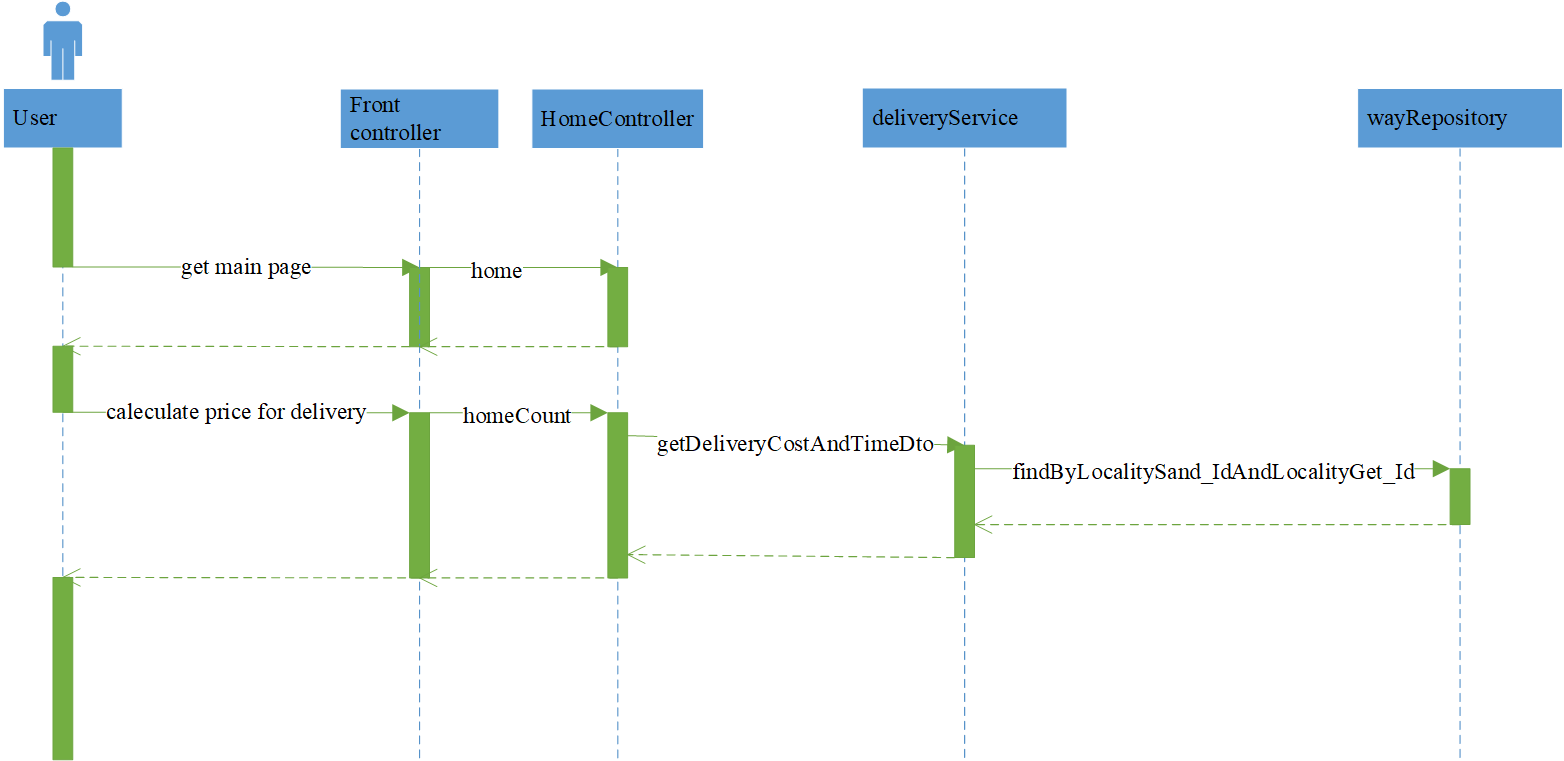 User
Front
controller
HomeController
deliveryService
wayRepository
get main page
home
caleculate price for delivery
homeCount
getDeliveryCostAndTimeDto
findByLocalitySand_IdAndLocalityGet_Id